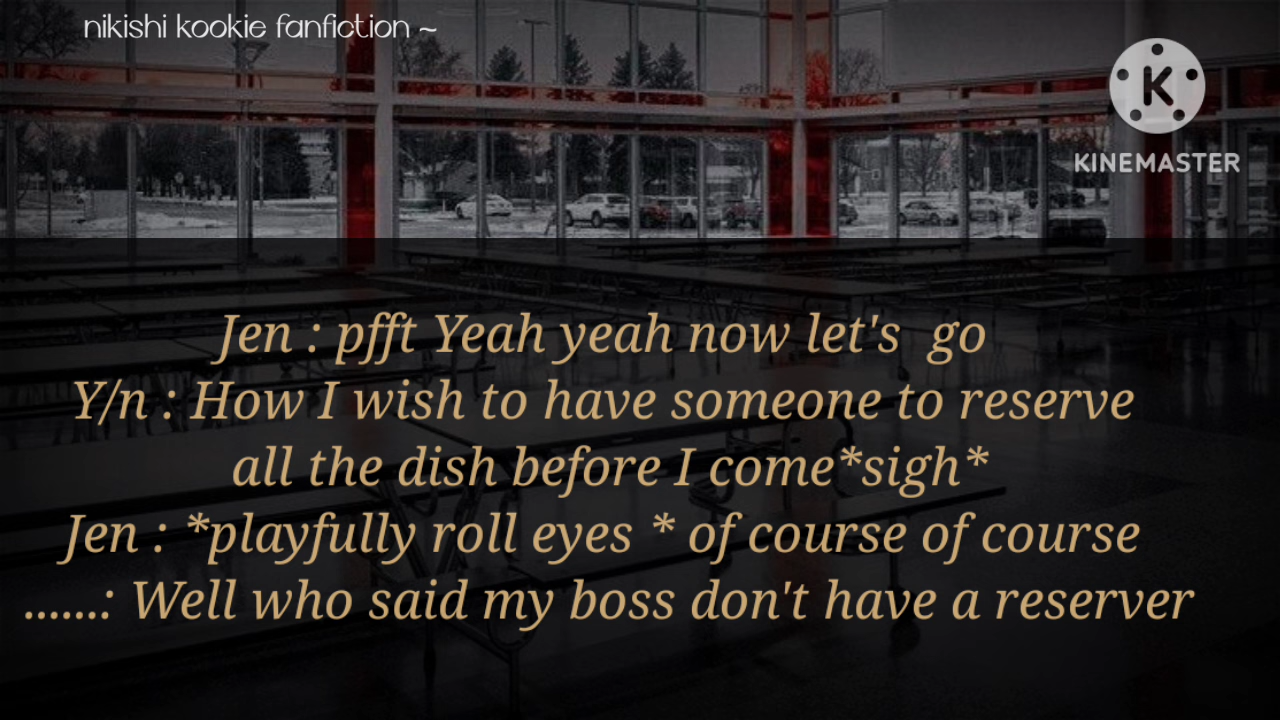 nikishi kookie fanfiction ~
K
KINEMASTER
Jen : pfft Yeah yeah now let's  go
Y/n : How I wish to have someone to reserve
all the dish before I come*sigh*
Jen : *playfully roll eyes * of course of course
......: Well who said my boss don't have a reserver